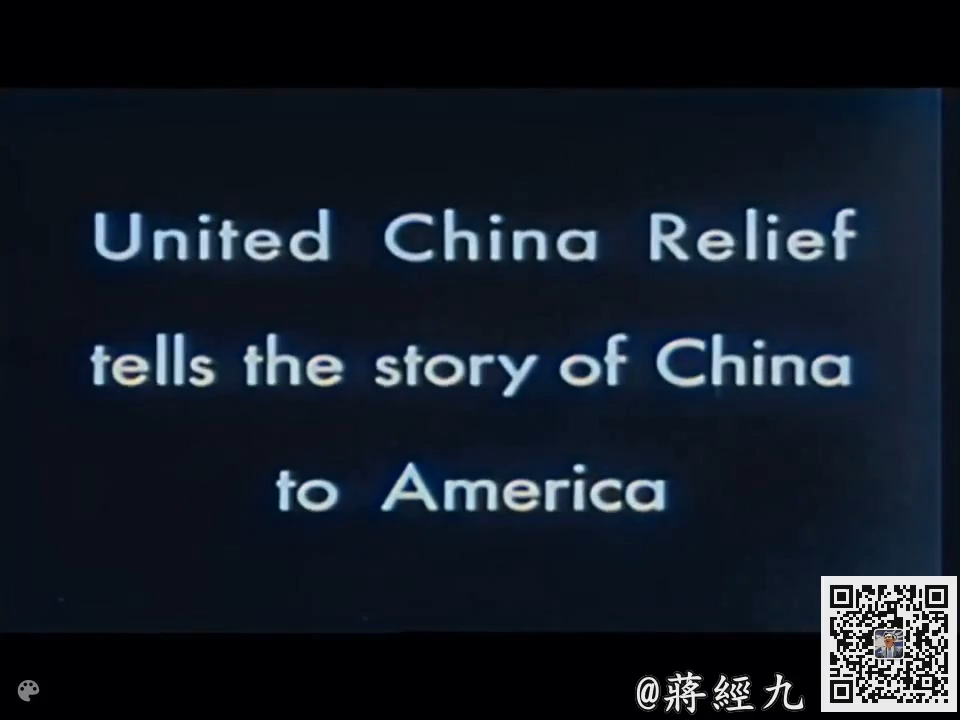 United China Relief
tells the story of China
to America
@蔣經九